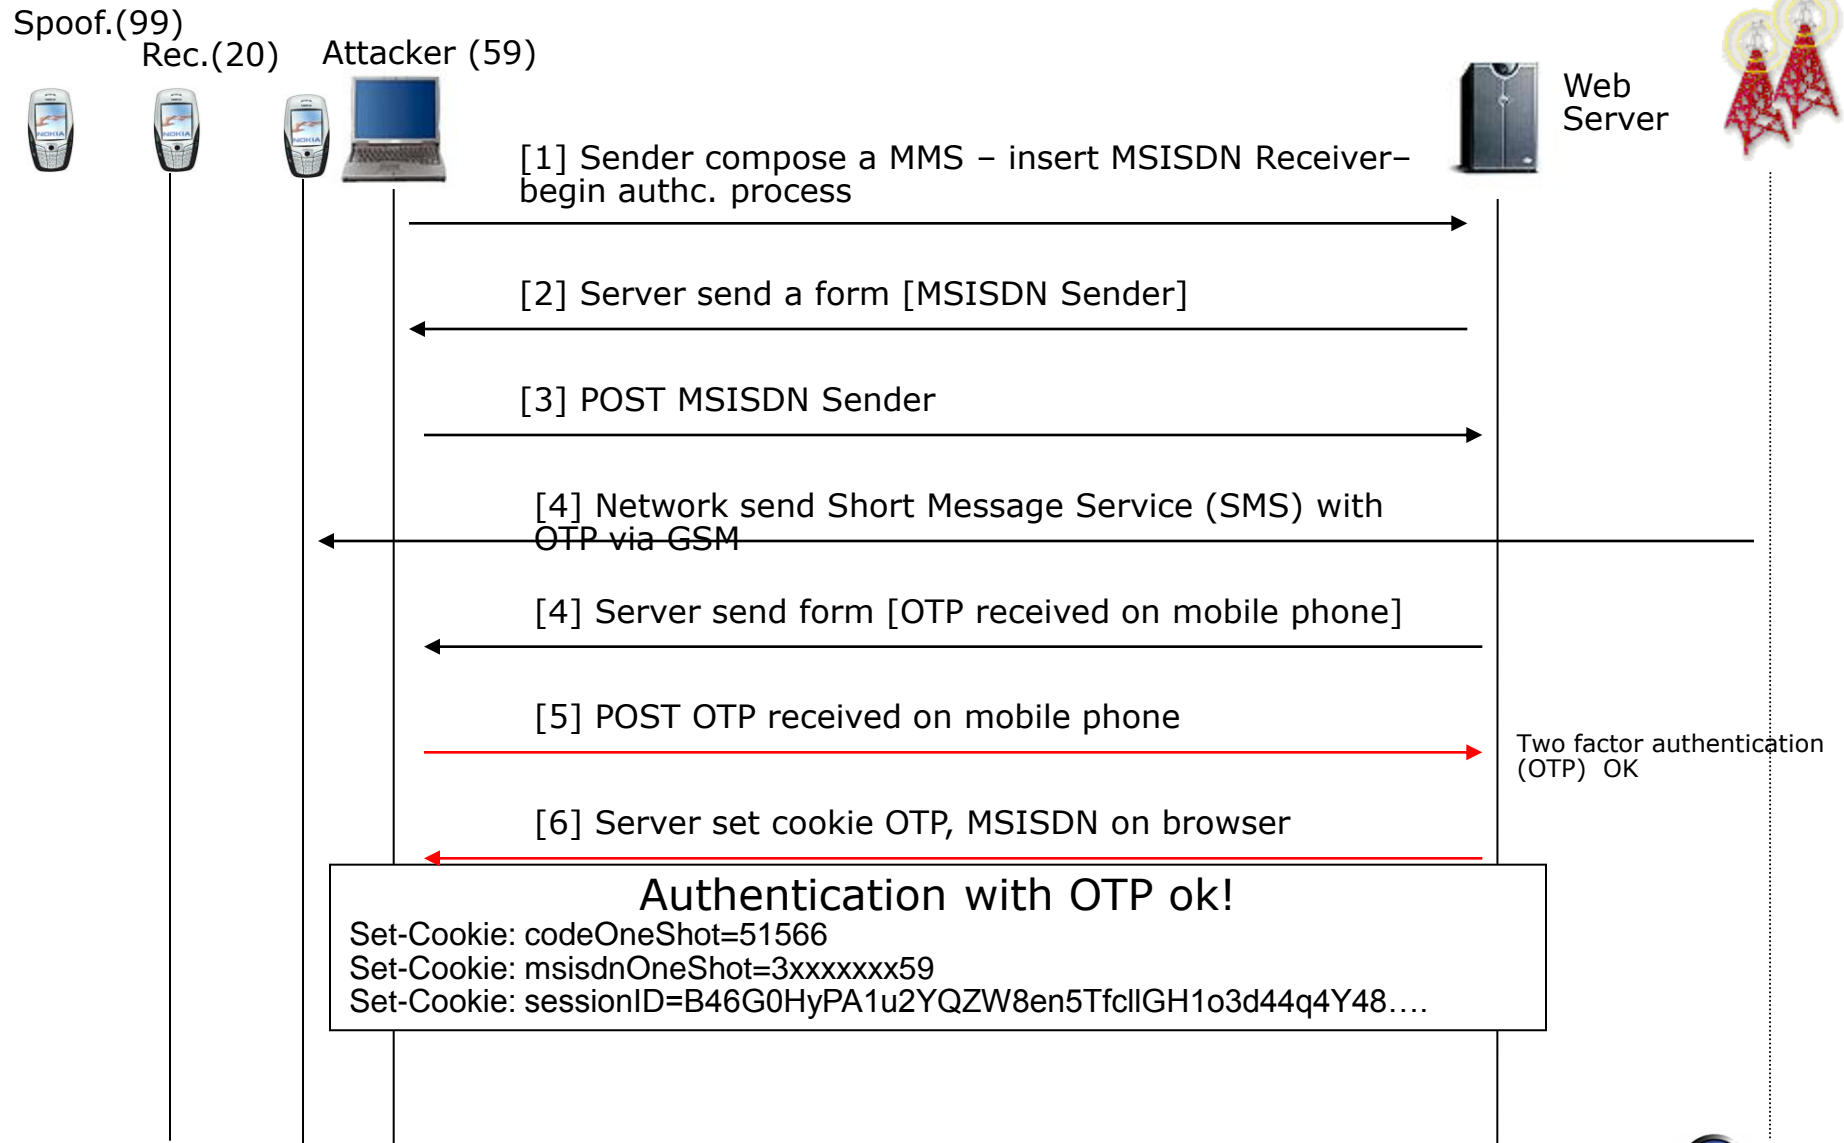 Spoof.(99)
Rec.(20)
Attacker (59)
Web
Server
NOKIA
NOKIA
NOKIA
[1] Sender compose a MMS – insert MSISDN Receiver–
begin authc. process
[2] Server send a form [MSISDN Sender]
[3] POST MSISDN Sender
[4] Network send Short Message Service (SMS) with
OTP via GSM
[4] Server send form [OTP received on mobile phone]
[5] POST OTP received on mobile phone
Two factor authentication
(OTP)  OK
[6] Server set cookie OTP, MSISDN on browser
Authentication with OTP ok!
Set-Cookie: codeOneShot=51566
Set-Cookie: msisdnOneShot=3xxxxxxx59
Set-Cookie: sessionID=B46G0HyPA1u2YQZW8en5TfcllGH1o3d44q4Y48....